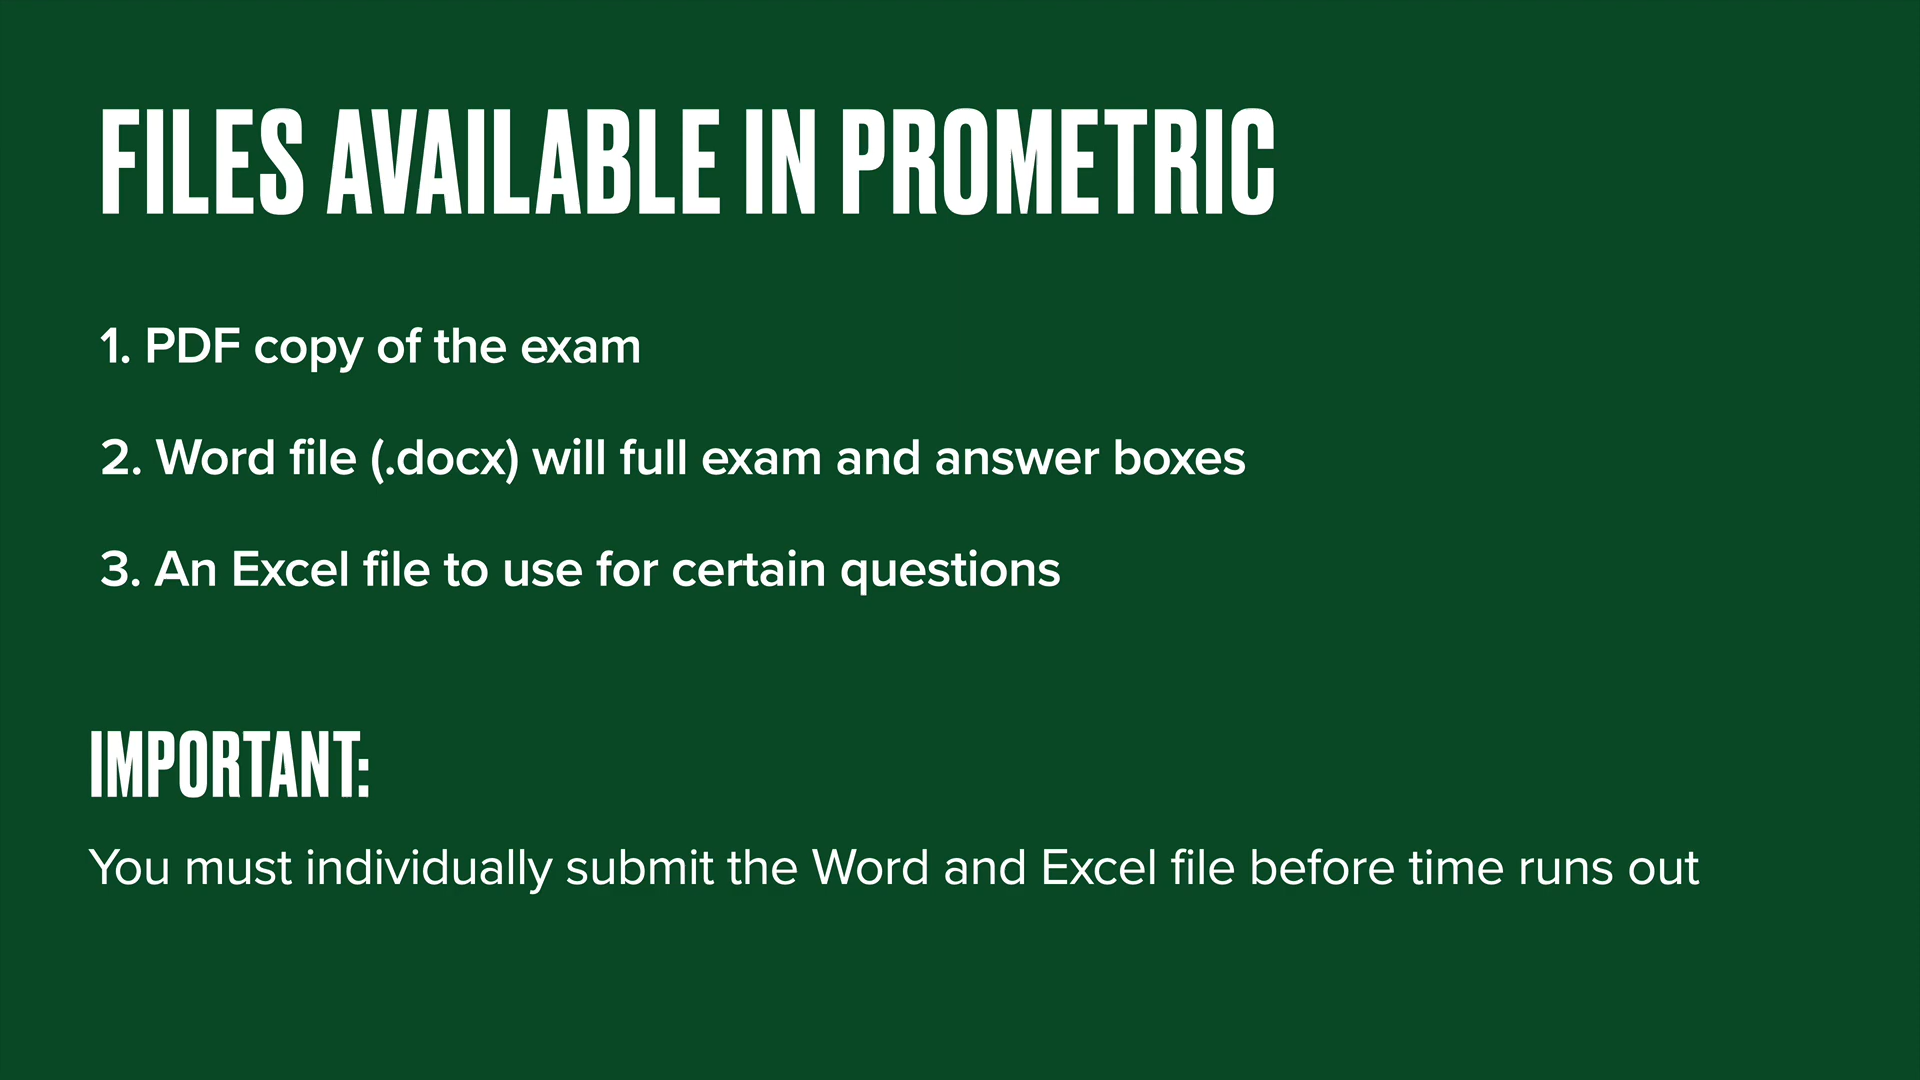 FILES AVAILABLE IN PROMETRIC
1. PDF copy of the exam
2. Word file (.docx) will full exam and answer boxes
3. An Excel file to use for certain questions
IMPORTANT:
You must individually submit the Word and Excel file before time runs out